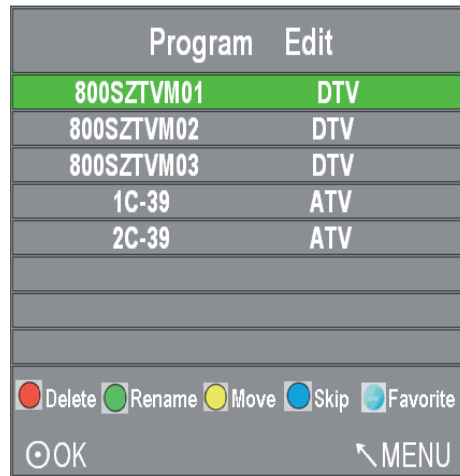 Program Edit
800SZTVM01 DTV
800SZTVM02 DTV
800SZTVM03 DTV
1C-39 ATV
2C-39 ATV
Delete Rename Move Skip Favorite
OK MENU